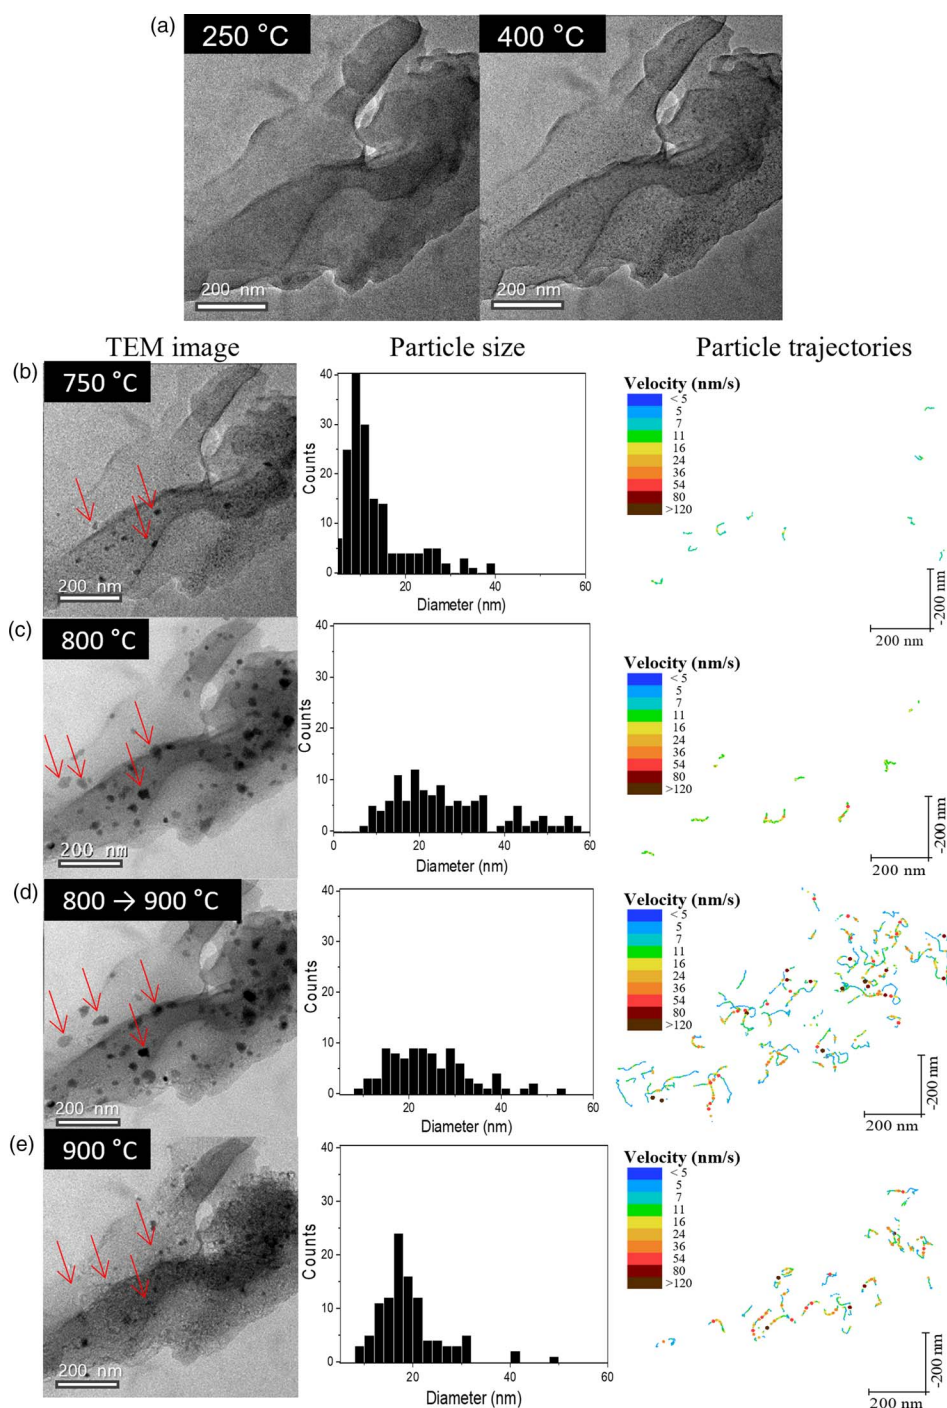 (a)
250 °C
400 °C
200 nm
200 nm
TEM image
Particle size
Particle trajectories
(b)
750 °C
200 nm
Counts
40
30
20
10
0
0
20
40
60
Diameter (nm)
Velocity (nm/s)
< 5
5
7
11
16
24
36
54
80
>120
200 nm
-200 nm
(c)
800 °C
200 nm
Counts
40
30
20
10
0
0
20
40
60
Diameter (nm)
Velocity (nm/s)
< 5
5
7
11
16
24
36
54
80
>120
200 nm
-200 nm
(d)
800 → 900 °C
200 nm
Counts
40
30
20
10
0
20
40
60
Diameter (nm)
Velocity (nm/s)
< 5
5
7
11
16
24
36
54
80
>120
200 nm
-200 nm
(e)
900 °C
200 nm
Counts
40
30
20
10
0
20
40
60
Diameter (nm)
Velocity (nm/s)
< 5
5
7
11
16
24
36
54
80
>120
200 nm
-200 nm